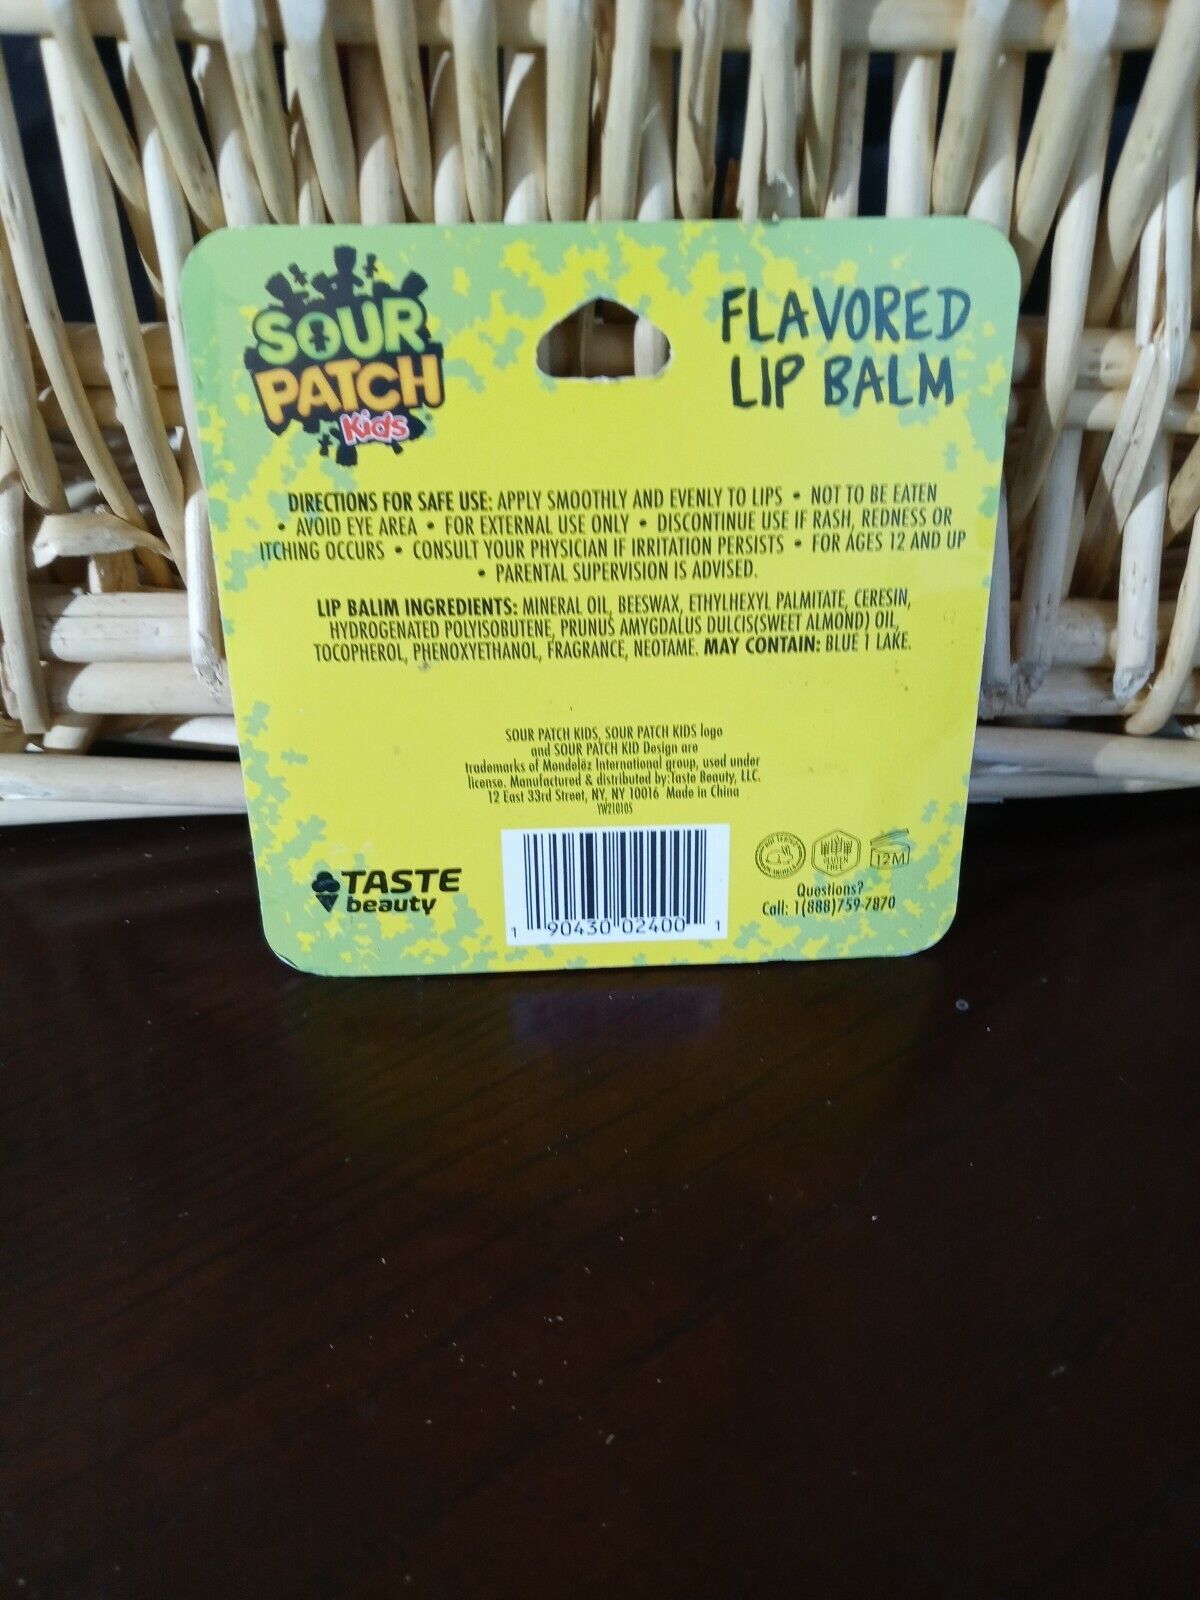 SOUR
PATCH
Kids
FLAVORED
LIP BALM
DIRECTIONS FOR SAFE USE: APPLY SMOOTHLY AND EVENLY TO LIPS • NOT TO BE EATEN
• AVOID EYE AREA • FOR EXTERNAL USE ONLY • DISCONTINUE USE IF RASH, REDNESS OR
ITCHING OCCURS • CONSULT YOUR PHYSICIAN IF IRRITATION PERSISTS • FOR AGES 12 AND UP
• PARENTAL SUPERVISION IS ADVISED.
LIP BALIM INGREDIENTS: MINERAL OIL, BEESWAX, ETHYLHEXYL PALMITATE, CERESIN,
HYDROGENATED POLYISOBUTENE, PRUNUS AMYGDALUS DULCIS(SWEET ALMOND) OIL,
TOCOPHEROL, PHENOXYETHANOL, FRAGRANCE, NEOTAME. MAY CONTAIN: BLUE 1 LAKE.
SOUR PATCH KIDS, SOUR PATCH KIDS logo
and SOUR PATCH KID Design are
trademarks of Mondelēz International group, used under
license. Manufactured & distributed by:Taste Beauty, LLC.
12 East 33rd Street, NY, NY 10016 Made in China
YW210105
TASTE
beauty
1 90430 02400 1
GLUTEN
FREE
12M
Questions?
Call: 1(888)759-7870